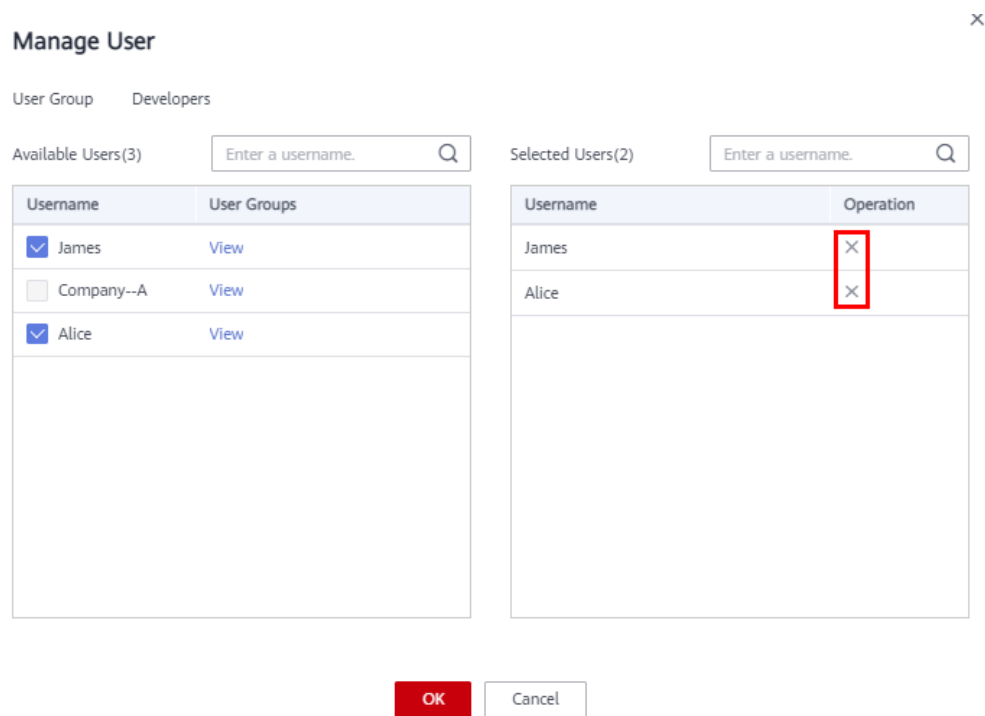 Manage User
User Group Developers
Available Users(3) Enter a username.
Username User Groups
James View
Company--A View
Alice View
Selected Users(2) Enter a username.
Username Operation
James
Alice
OK Cancel